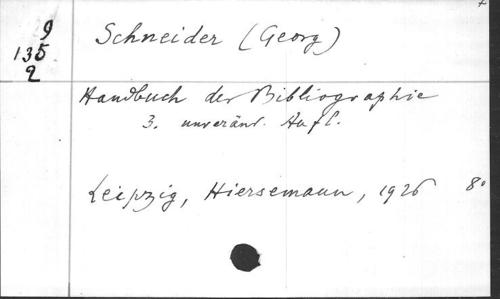 9
135
2
Schneider (Georg)
Handbuch der Bibliographie
3. unveränd. Aufl.
Leipzig, Hiersemann, 1926 8°